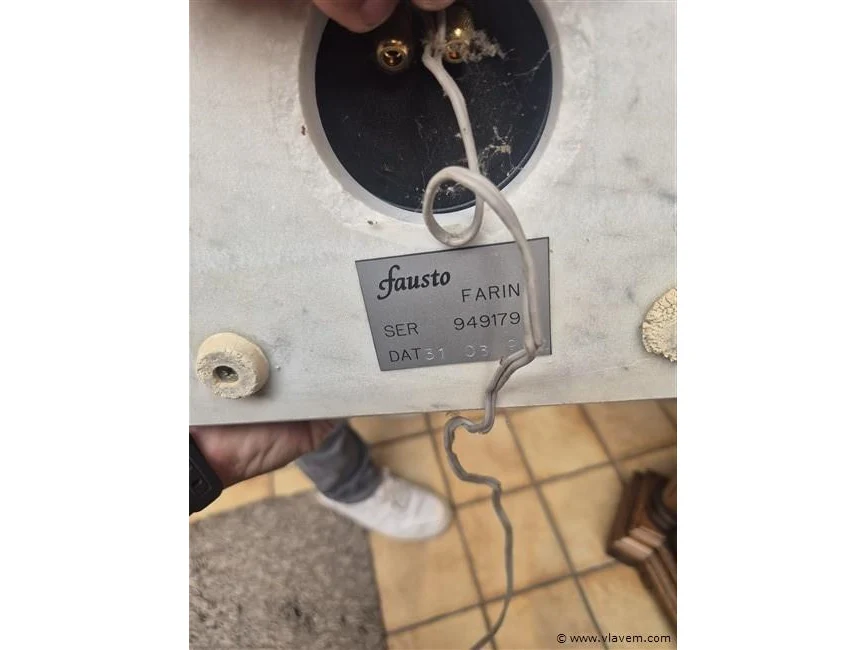 fausto
FARIN
SER 949179
DAT 31 03
© www.vlavem.com